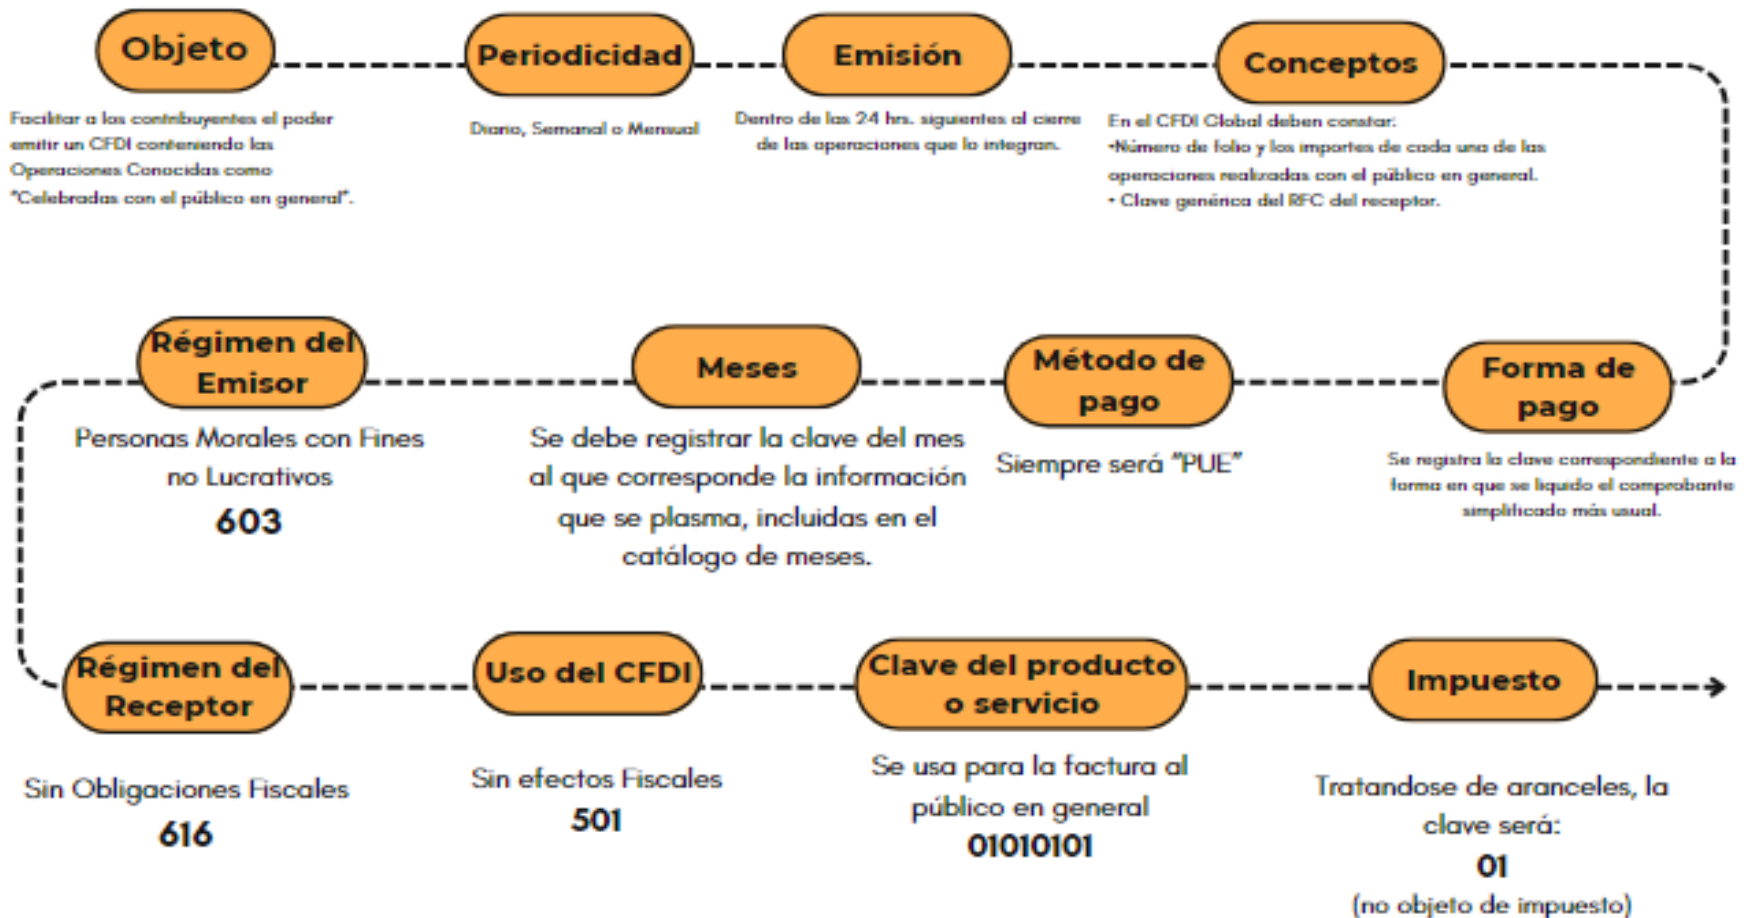 Objeto
Facilitar a los contribuyentes el poder
emitir un CFDI conteniendo las
Operaciones Conocidas como
"Celebradas con el público en general".
Periodicidad
Diario, Semanal o Mensual
Emisión
Dentro de las 24 hrs. siguientes al cierre
de las operaciones que lo integran.
Conceptos
En el CFDI Global deben constar:
•Número de folio y los importes de cada una de las
operaciones realizadas con el público en general.
• Clave genérica del RFC del receptor.
Forma de
pago
Se registra la clave correspondiente a la
forma en que se liquido el comprobante
simplificado más usual.
Método de
pago
Siempre será "PUE"
Meses
Se debe registrar la clave del mes
al que corresponde la información
que se plasma, incluidas en el
catálogo de meses.
Régimen del
Emisor
Personas Morales con Fines
no Lucrativos
603
Régimen del
Receptor
Sin Obligaciones Fiscales
616
Uso del CFDI
Sin efectos Fiscales
S01
Clave del producto
o servicio
Se usa para la factura al
público en general
01010101
Impuesto
Tratandose de aranceles, la
clave será:
01
(no objeto de impuesto)